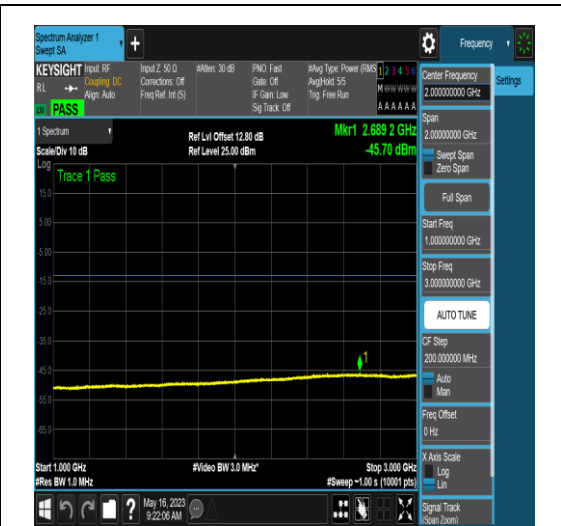 Spectrum Analyzer 1
Swept SA
Frequency
KEYSIGHT
RL
PASS
Input: RF
Coupling: DC
Align: Auto
Input Z: 50 Ω
Corrections: Off
Freq Ref: Int (S)
#Atten: 30 dB
PNO: Fast
Gate: Off
IF Gain: Low
Sig Track: Off
#Avg Type: Power (RMS
Avg|Hold: 5/5
Trig: Free Run
1 2 3 4 5 6
M W W W W W
A A A A A A
1 Spectrum
Scale/Div 10 dB
Ref Lvl Offset 12.80 dB
Ref Level 25.00 dBm
Mkr1 2.689 2 GHz
-45.70 dBm
Log
Trace 1 Pass
15.0
5.00
-5.00
-15.0
-25.0
-35.0
-45.0
-55.0
-65.0
1
Start 1.000 GHz
#Res BW 1.0 MHz
#Video BW 3.0 MHz*
Stop 3.000 GHz
#Sweep ~1.00 s (10001 pts)
May 16, 2023
9:22:06 AM
Center Frequency
2.000000000 GHz
Settings
Span
2.00000000 GHz
Swept Span
Zero Span
Full Span
Start Freq
1.000000000 GHz
Stop Freq
3.000000000 GHz
AUTO TUNE
CF Step
200.000000 MHz
Auto
Man
Freq Offset
0 Hz
X Axis Scale
Log
Lin
Signal Track
(Span Zoom)